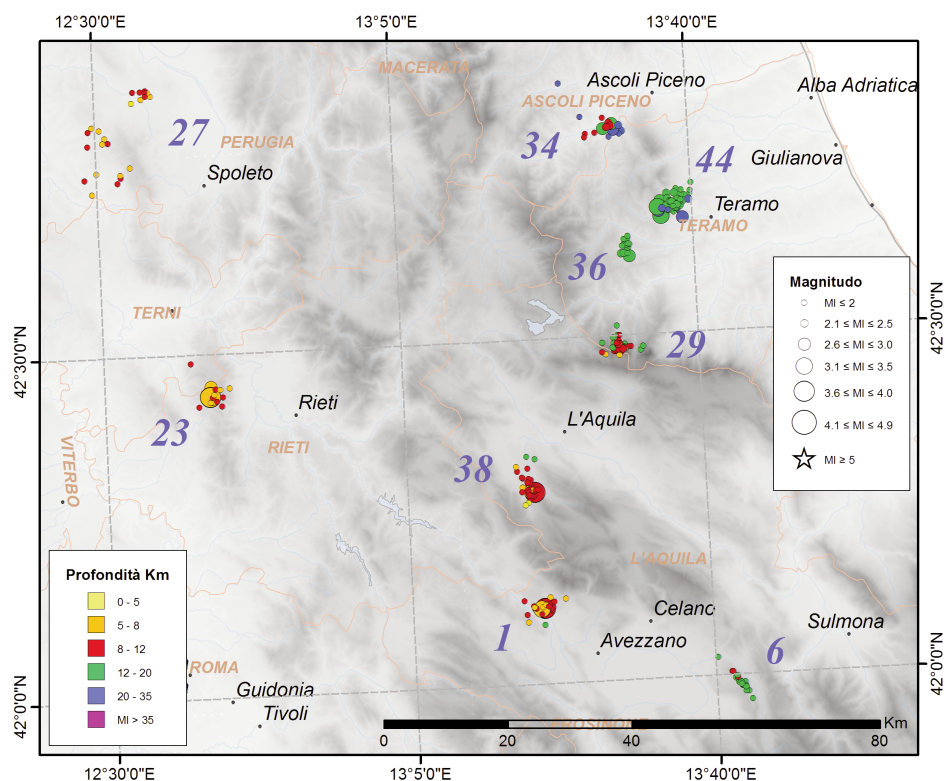 12°30'0"E
13°5'0"E
13°40'0"E
MACERATA
Ascoli Piceno
Alba Adriatica
ASCOLI PICENO
27
PERUGIA
34
44
Giulianova
Spoleto
Teramo
TERAMO
36
TERNI
29
42°30'0"N
42°30'0"N
Rieti
L'Aquila
23
RIETI
38
VITERBO
L'AQUILA
Celano
1
Avezzano
Sulmona
6
ROMA
Guidonia
Tivoli
42°0'0"N
42°0'0"N
FROSINONE
Magnitudo
Ml ≤ 2
2.1 ≤ Ml ≤ 2.5
2.6 ≤ Ml ≤ 3.0
3.1 ≤ Ml ≤ 3.5
3.6 ≤ Ml ≤ 4.0
4.1 ≤ Ml ≤ 4.9
Ml ≥ 5
Profondità Km
0 - 5
5 - 8
8 - 12
12 - 20
20 - 35
Ml > 35
Km
0 20 40 80
12°30'0"E
13°5'0"E
13°40'0"E